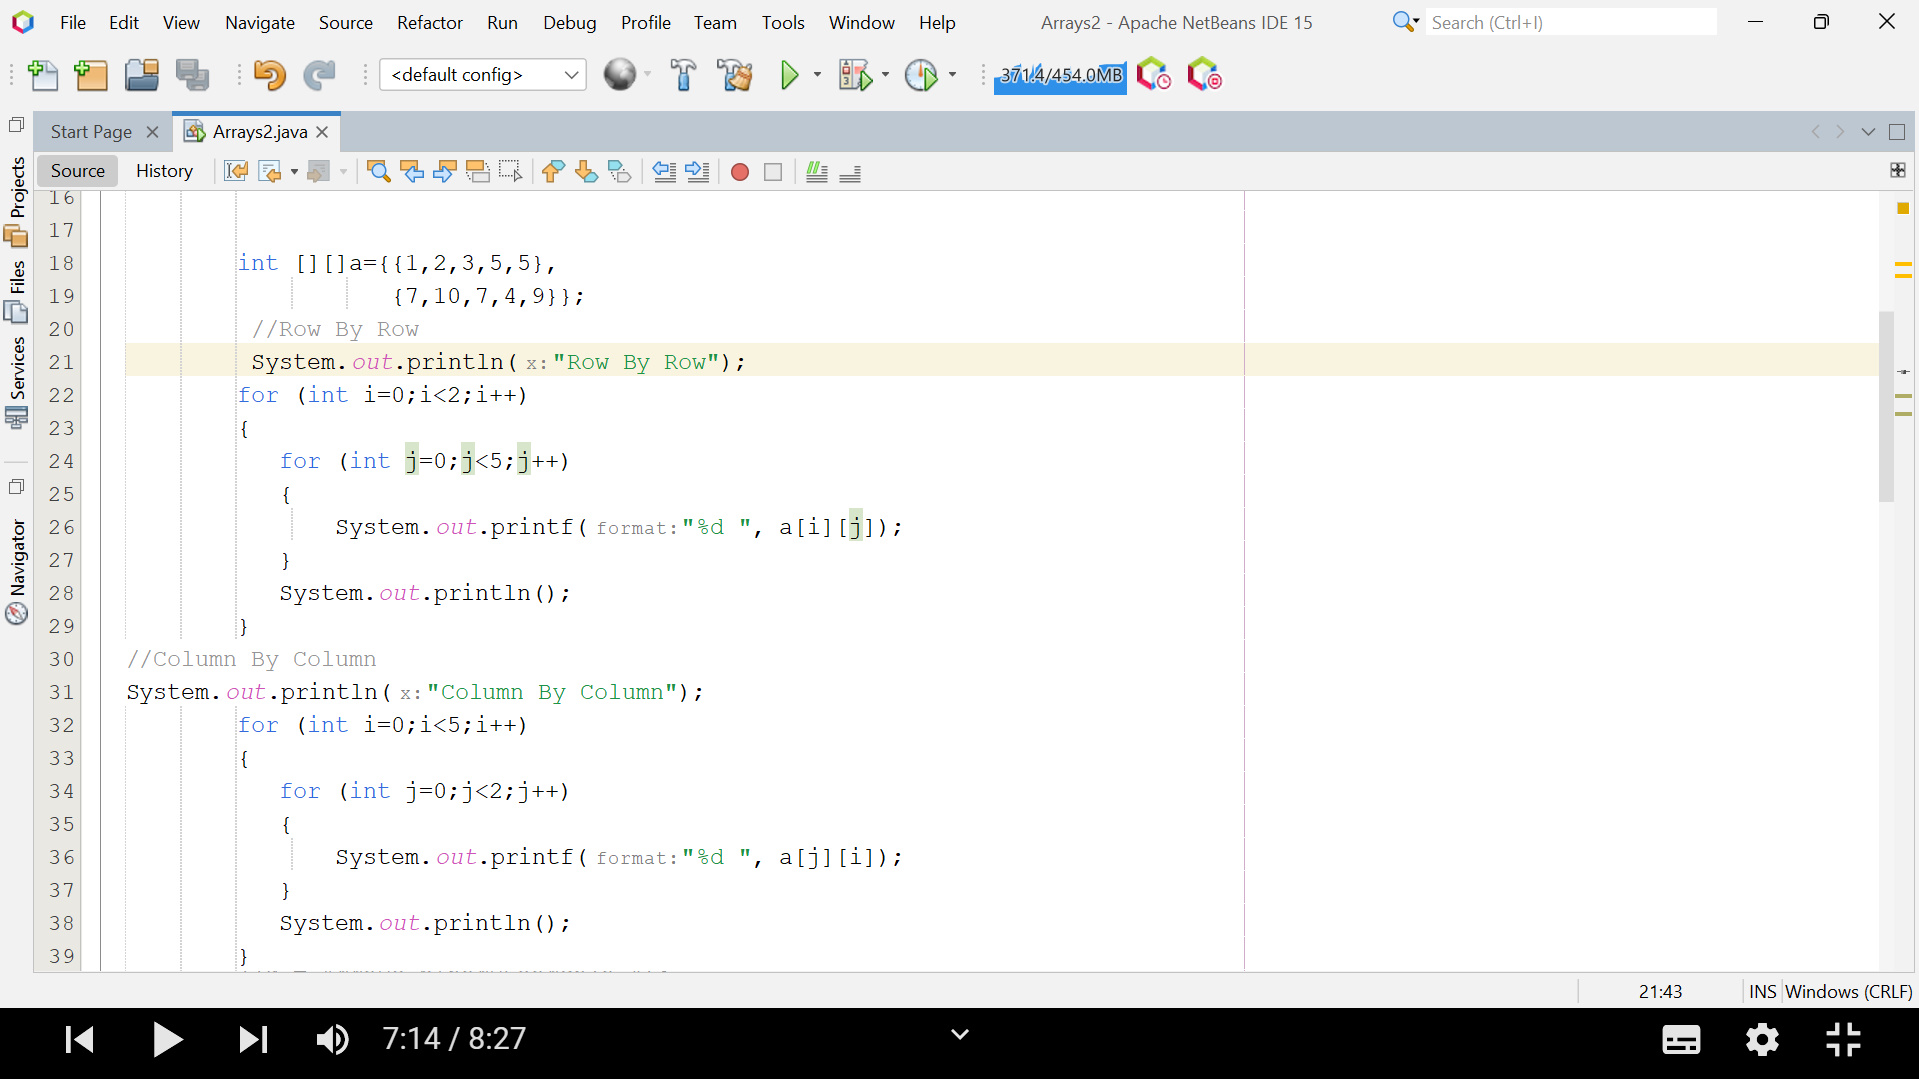 File Edit View Navigate Source Refactor Run Debug Profile Team Tools Window Help Arrays2 - Apache NetBeans IDE 15 Search (Ctrl+I)
<default config> 371.4/454.0MB
Start Page Arrays2.java
Source History
Projects
Files
Services
Navigator
16
17
18 int [][]a={{1,2,3,5,5},
19 {7,10,7,4,9}};
20 //Row By Row
21 System.out.println( x:"Row By Row");
22 for (int i=0;i<2;i++)
23 {
24 for (int j=0;j<5;j++)
25 {
26 System.out.printf( format:"%d ", a[i][j]);
27 }
28 System.out.println();
29 }
30 //Column By Column
31 System.out.println( x:"Column By Column");
32 for (int i=0;i<5;i++)
33 {
34 for (int j=0;j<2;j++)
35 {
36 System.out.printf( format:"%d ", a[j][i]);
37 }
38 System.out.println();
39 }
21:43 INS Windows (CRLF)
7:14 / 8:27